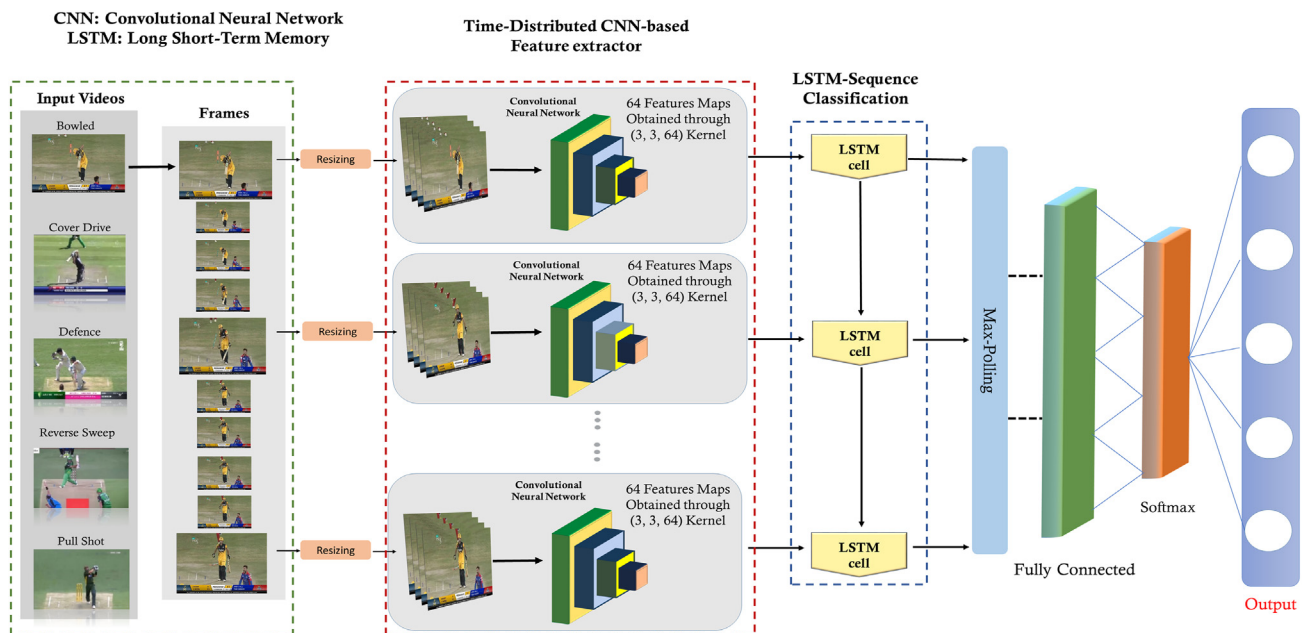 CNN: Convolutional Neural Network
LSTM: Long Short-Term Memory
Time-Distributed CNN-based
Feature extractor
LSTM-Sequence
Classification
Input Videos
Frames
Bowled
Cover Drive
Defence
Reverse Sweep
Pull Shot
Resizing
Resizing
Resizing
Convolutional
Neural Network
64 Features Maps
Obtained through
(3, 3, 64) Kernel
Convolutional
Neural Network
64 Features Maps
Obtained through
(3, 3, 64) Kernel
Convolutional
Neural Network
64 Features Maps
Obtained through
(3, 3, 64) Kernel
LSTM
cell
LSTM
cell
LSTM
cell
Max-Polling
Fully Connected
Softmax
Output